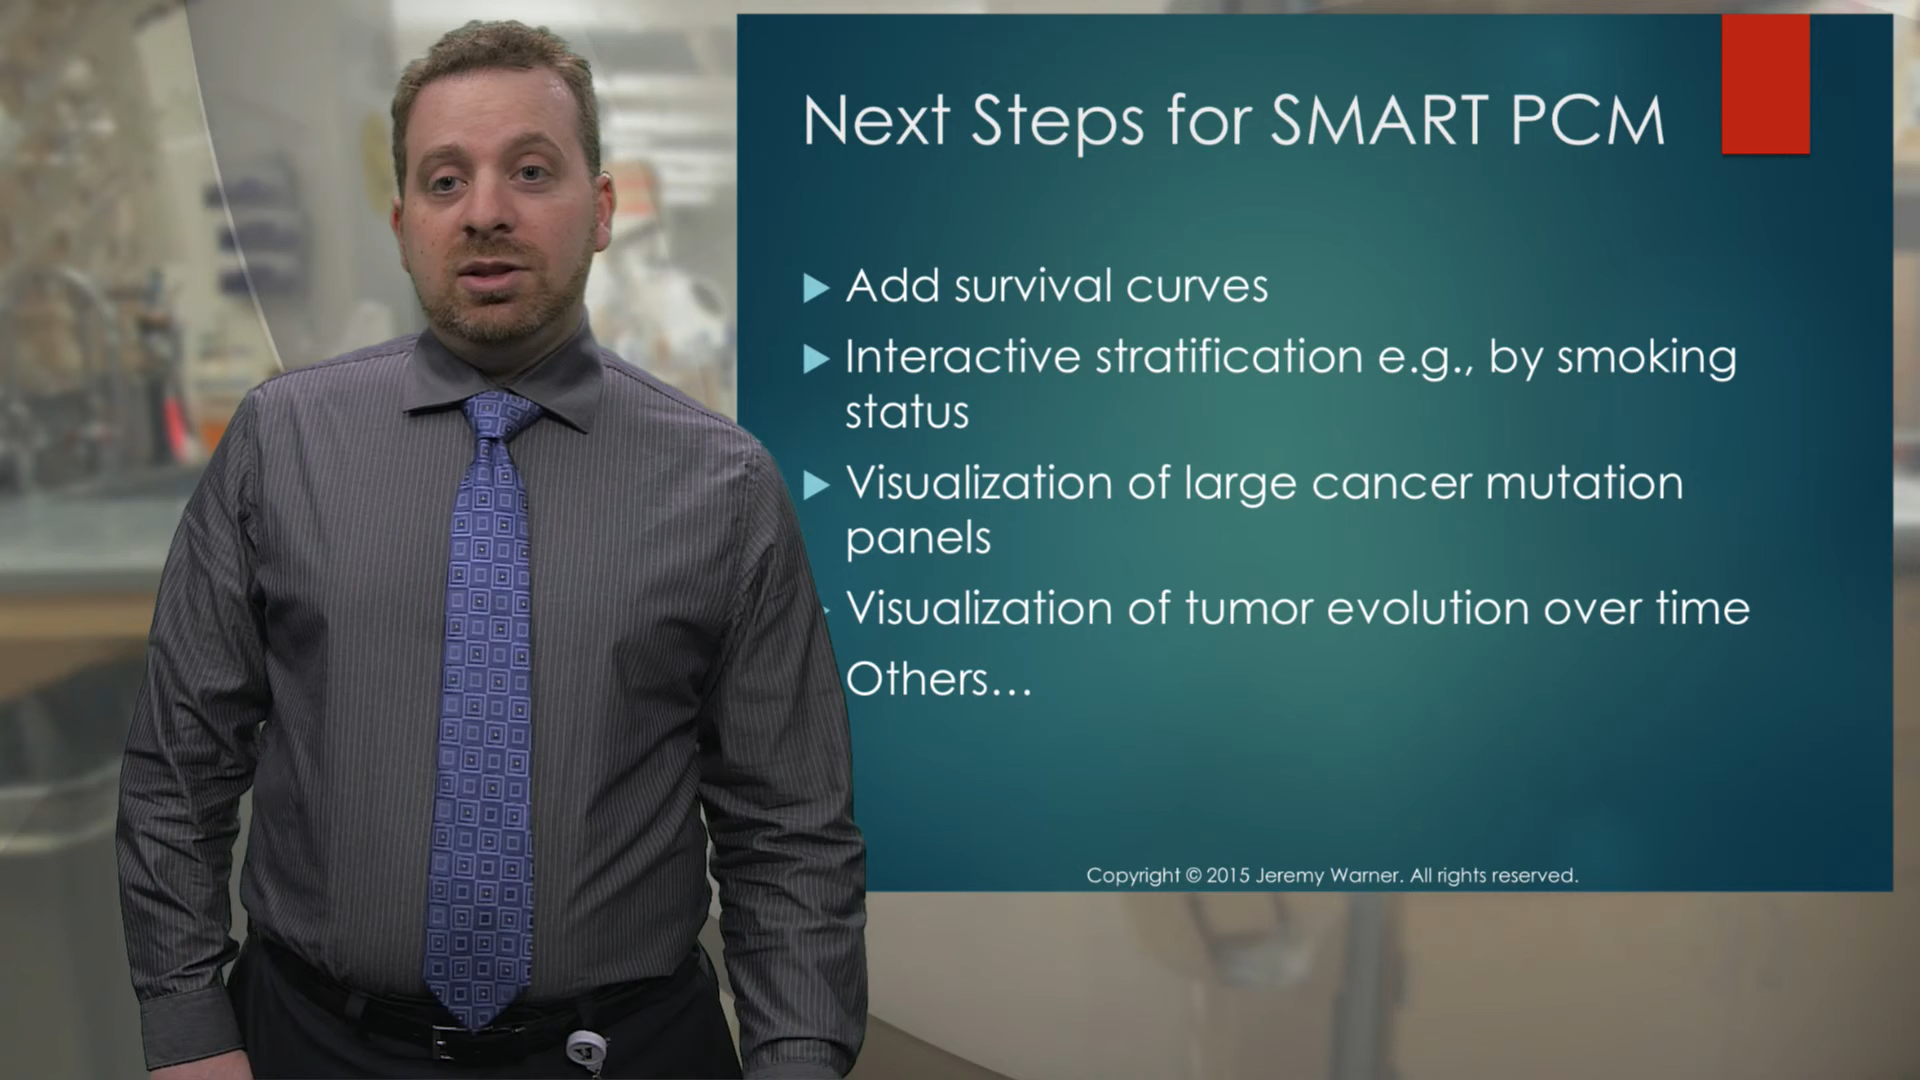 Next Steps for SMART PCM
Add survival curves
Interactive stratification e.g., by smoking
status
Visualization of large cancer mutation
panels
Visualization of tumor evolution over time
Others...
Copyright © 2015 Jeremy Warner. All rights reserved.